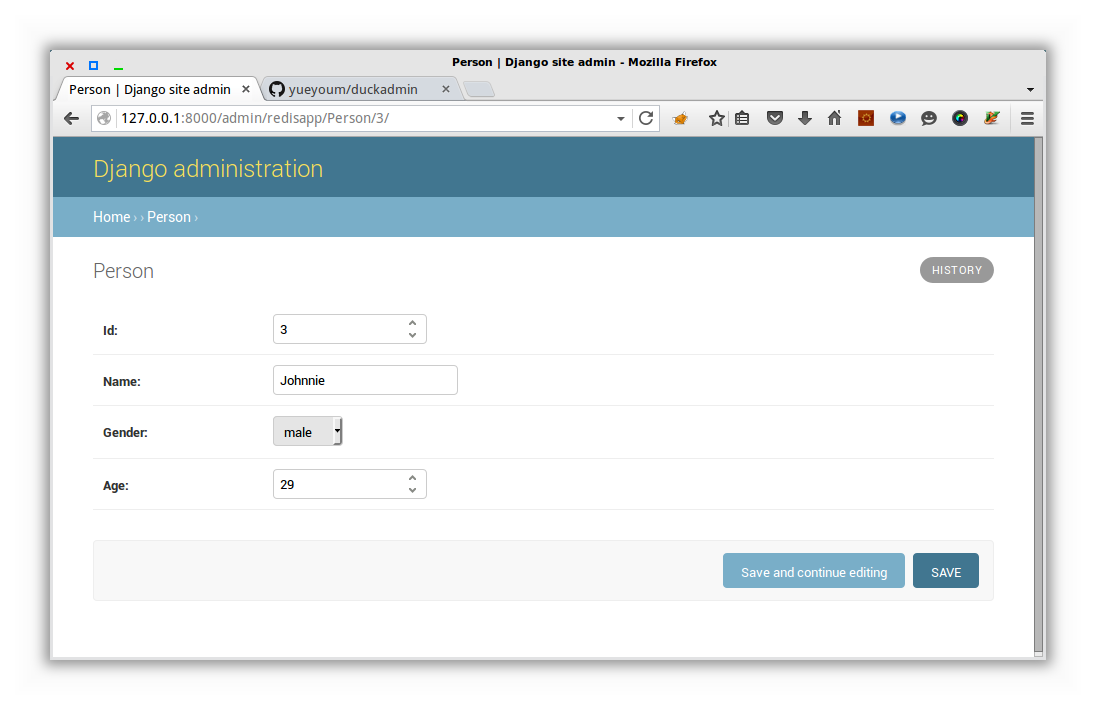 Person | Django site admin - Mozilla Firefox
Person | Django site admin × yueyoum/duckadmin ×
127.0.0.1:8000/admin/redisapp/Person/3/
Django administration
Home › › Person ›
Person HISTORY
Id: 3
Name: Johnnie
Gender: male
Age: 29
Save and continue editing SAVE